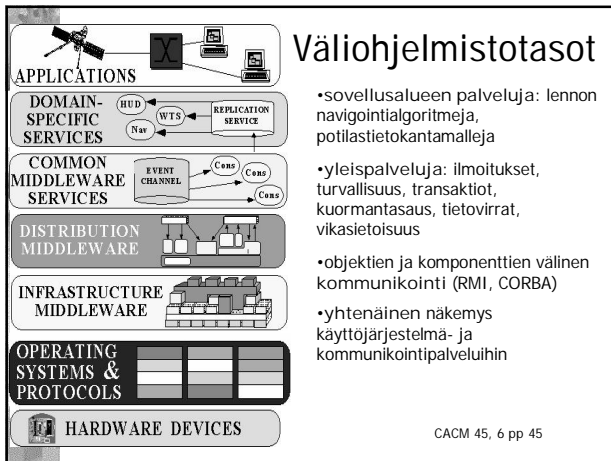 Väliohjelmistotasot
APPLICATIONS
DOMAIN-
SPECIFIC
SERVICES
HUD
WTS
Nav
REPLICATION
SERVICE
COMMON
MIDDLEWARE
SERVICES
EVENT
CHANNEL
Cons
Cons
Cons
DISTRIBUTION
MIDDLEWARE
INFRASTRUCTURE
MIDDLEWARE
OPERATING
SYSTEMS &
PROTOCOLS
HARDWARE DEVICES
•sovellusalueen palveluja: lennon
navigointialgoritmeja,
potilastietokantamalleja
•yleispalveluja: ilmoitukset,
turvallisuus, transaktiot,
kuormantasaus, tietovirrat,
vikasietoisuus
•objektien ja komponenttien välinen
kommunikointi (RMI, CORBA)
•yhtenäinen näkemys
käyttöjärjestelmä- ja
kommunikointipalveluihin
CACM 45, 6 pp 45